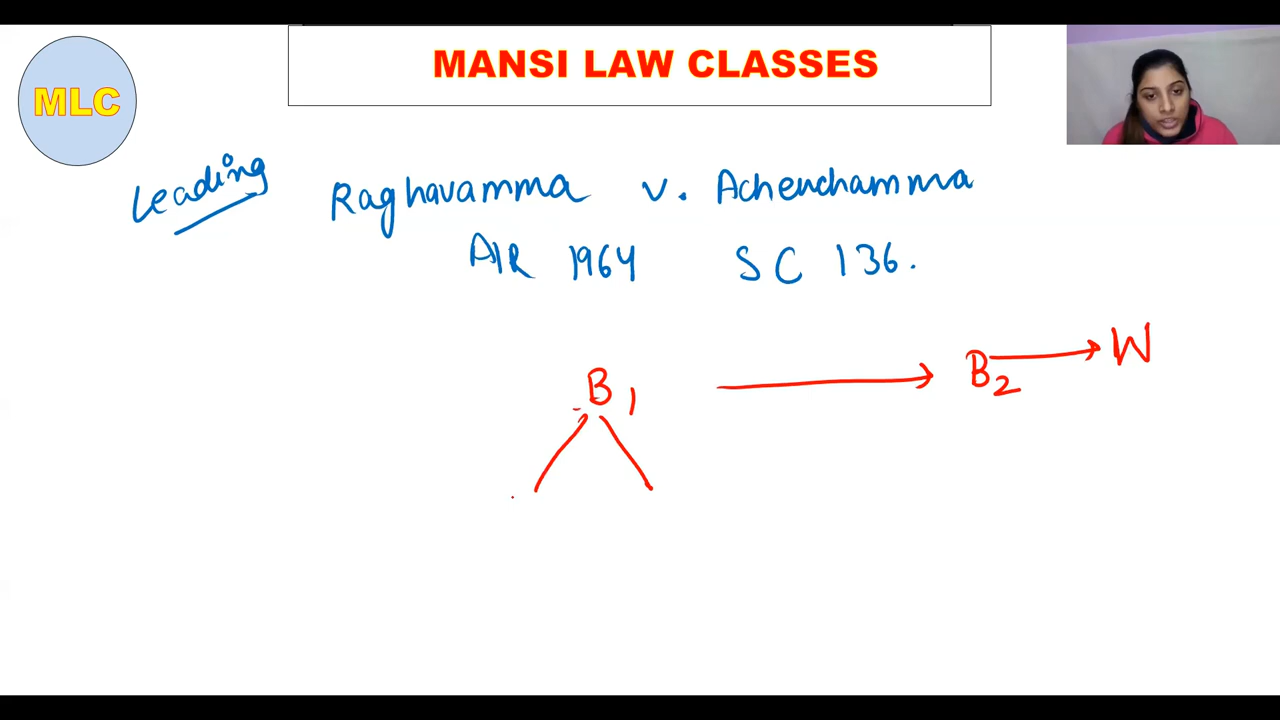 MANSI LAW CLASSES
MLC
Leading
Raghavamma v. Achenchamma
AIR 1964 SC 136.
B1
B2
W